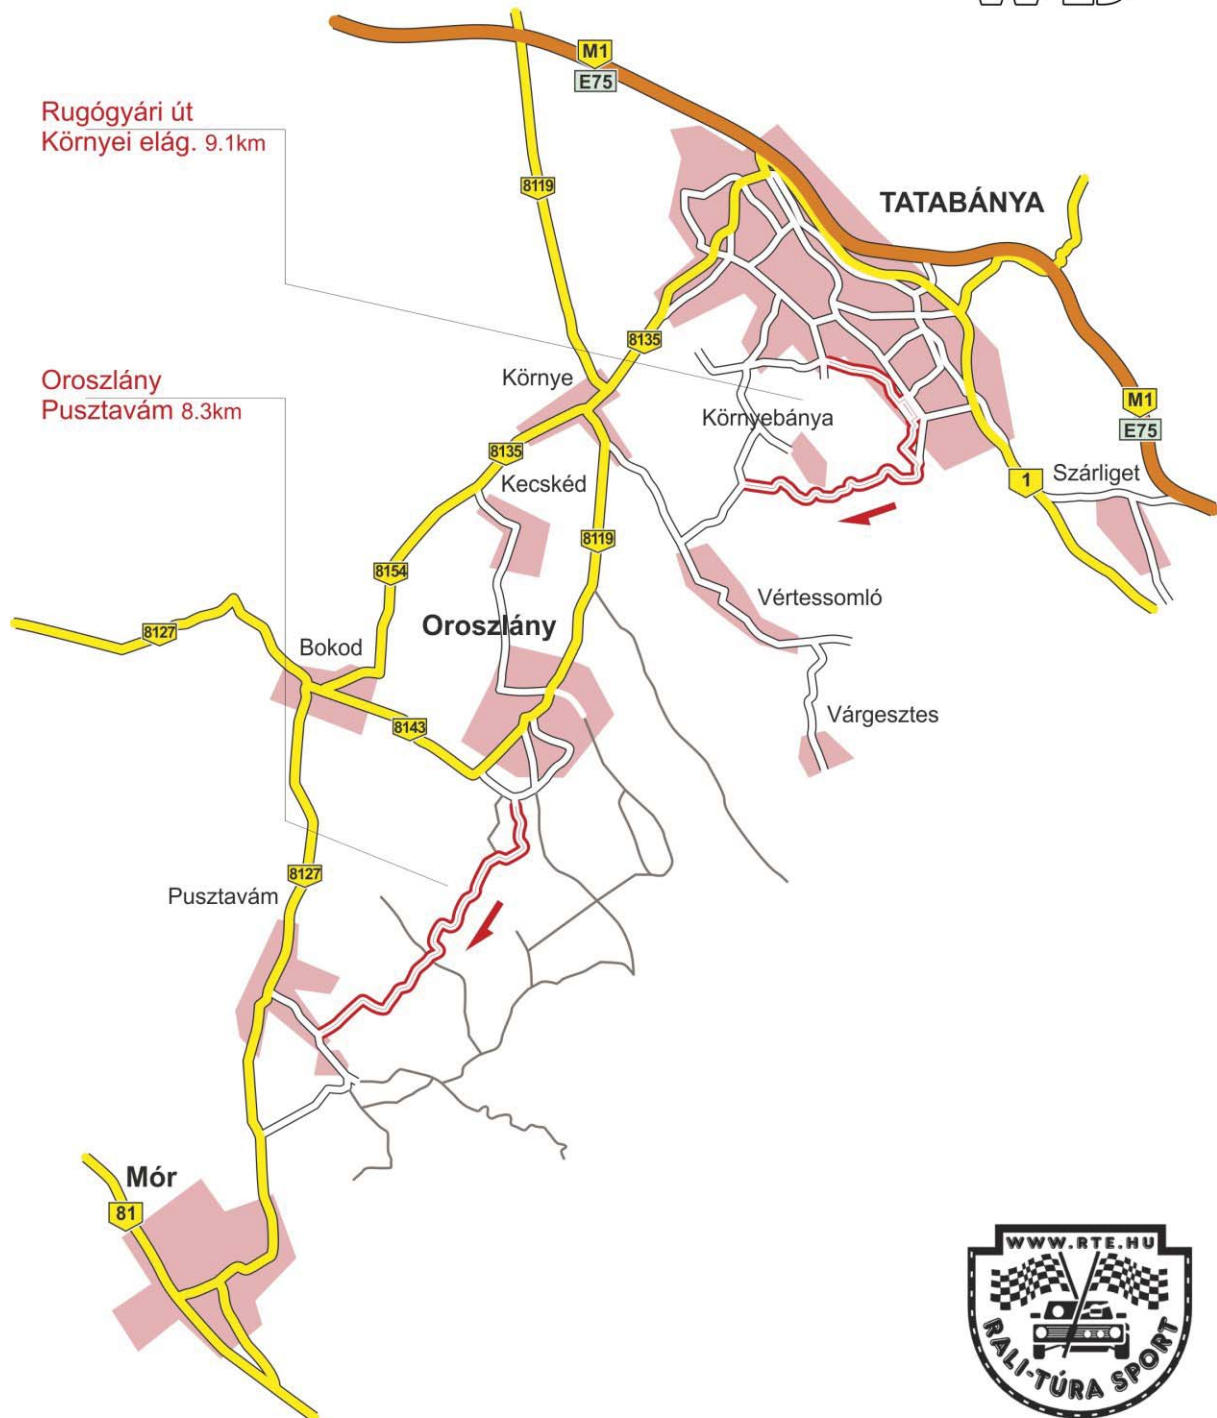 M1
E75
Rugógyári út
Környei elág. 9.1km
8119
TATABÁNYA
8135
Oroszlány
Pusztavám 8.3km
Környe
Környebánya
M1
E75
8135
Kecskéd
1
Szárliget
8119
8154
Vértessomló
8127
Oroszlány
Bokod
Várgesztes
8143
8127
Pusztavám
Mór
81
WWW.RTE.HU
RALI-TÚRA SPORT